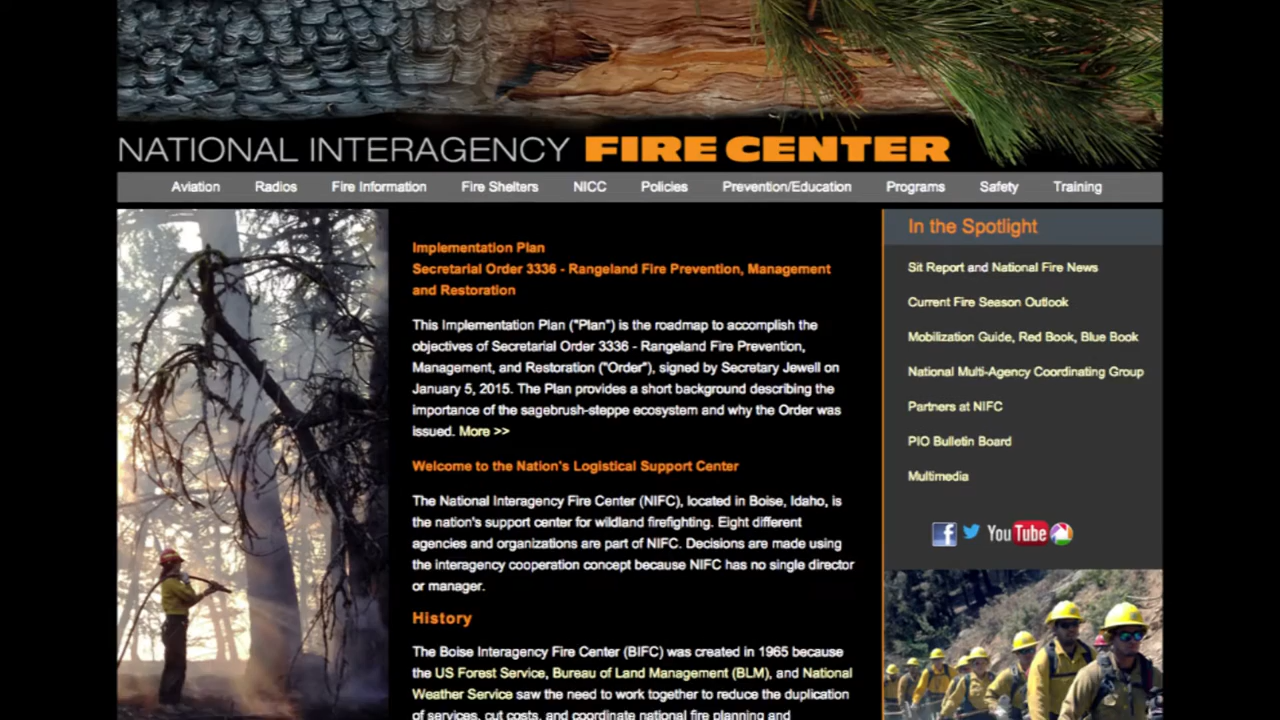 NATIONAL INTERAGENCY FIRE CENTER
Aviation Radios Fire Information Fire Shelters NICC Policies Prevention/Education Programs Safety Training
Implementation Plan
Secretarial Order 3336 - Rangeland Fire Prevention, Management
and Restoration
This Implementation Plan ("Plan") is the roadmap to accomplish the
objectives of Secretarial Order 3336 - Rangeland Fire Prevention,
Management, and Restoration ("Order"), signed by Secretary Jewell on
January 5, 2015. The Plan provides a short background describing the
importance of the sagebrush-steppe ecosystem and why the Order was
issued. More >>
Welcome to the Nation's Logistical Support Center
The National Interagency Fire Center (NIFC), located in Boise, Idaho, is
the nation's support center for wildland firefighting. Eight different
agencies and organizations are part of NIFC. Decisions are made using
the interagency cooperation concept because NIFC has no single director
or manager.
History
The Boise Interagency Fire Center (BIFC) was created in 1965 because
the US Forest Service, Bureau of Land Management (BLM), and National
Weather Service saw the need to work together to reduce the duplication
of services, cut costs, and coordinate national fire planning and
In the Spotlight
Sit Report and National Fire News
Current Fire Season Outlook
Mobilization Guide, Red Book, Blue Book
National Multi-Agency Coordinating Group
Partners at NIFC
PIO Bulletin Board
Multimedia
f YouTube